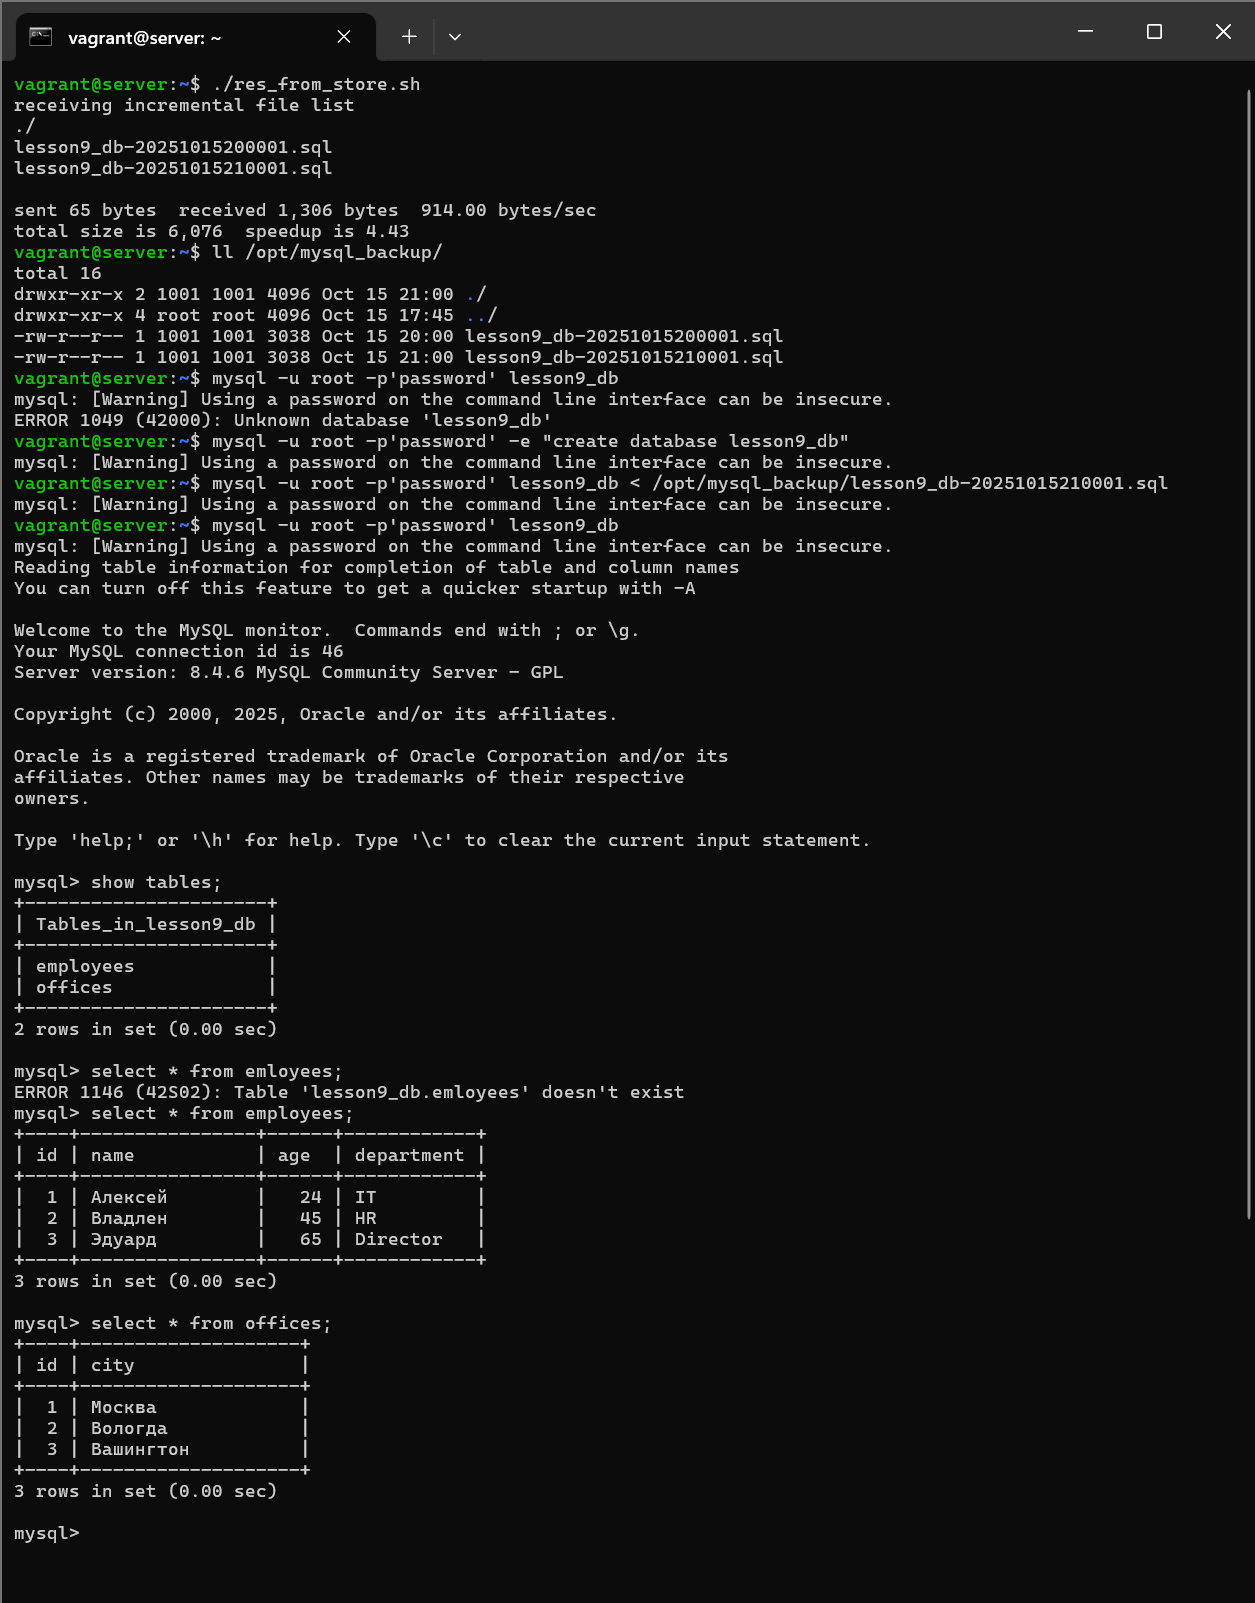 vagrant@server: ~
vagrant@server:~$ ./res_from_store.sh
receiving incremental file list
./
lesson9_db-20251015200001.sql
lesson9_db-20251015210001.sql
sent 65 bytes  received 1,306 bytes  914.00 bytes/sec
total size is 6,076  speedup is 4.43
vagrant@server:~$ ll /opt/mysql_backup/
total 16
drwxr-xr-x 2 1001 1001 4096 Oct 15 21:00 ./
drwxr-xr-x 4 root root 4096 Oct 15 17:45 ../
-rw-r--r-- 1 1001 1001 3038 Oct 15 20:00 lesson9_db-20251015200001.sql
-rw-r--r-- 1 1001 1001 3038 Oct 15 21:00 lesson9_db-20251015210001.sql
vagrant@server:~$ mysql -u root -p'password' lesson9_db
mysql: [Warning] Using a password on the command line interface can be insecure.
ERROR 1049 (42000): Unknown database 'lesson9_db'
vagrant@server:~$ mysql -u root -p'password' -e "create database lesson9_db"
mysql: [Warning] Using a password on the command line interface can be insecure.
vagrant@server:~$ mysql -u root -p'password' lesson9_db < /opt/mysql_backup/lesson9_db-20251015210001.sql
mysql: [Warning] Using a password on the command line interface can be insecure.
vagrant@server:~$ mysql -u root -p'password' lesson9_db
mysql: [Warning] Using a password on the command line interface can be insecure.
Reading table information for completion of table and column names
You can turn off this feature to get a quicker startup with -A
Welcome to the MySQL monitor.  Commands end with ; or \g.
Your MySQL connection id is 46
Server version: 8.4.6 MySQL Community Server - GPL
Copyright (c) 2000, 2025, Oracle and/or its affiliates.
Oracle is a registered trademark of Oracle Corporation and/or its
affiliates. Other names may be trademarks of their respective
owners.
Type 'help;' or '\h' for help. Type '\c' to clear the current input statement.
mysql> show tables;
+----------------------+
| Tables_in_lesson9_db |
+----------------------+
| employees            |
| offices              |
+----------------------+
2 rows in set (0.00 sec)
mysql> select * from emloyees;
ERROR 1146 (42S02): Table 'lesson9_db.emloyees' doesn't exist
mysql> select * from employees;
+----+----------------+------+------------+
| id | name           | age  | department |
+----+----------------+------+------------+
|  1 | Алексей        |   24 | IT         |
|  2 | Владлен        |   45 | HR         |
|  3 | Эдуард         |   65 | Director   |
+----+----------------+------+------------+
3 rows in set (0.00 sec)
mysql> select * from offices;
+----+--------------------+
| id | city               |
+----+--------------------+
|  1 | Москва             |
|  2 | Вологда            |
|  3 | Вашингтон          |
+----+--------------------+
3 rows in set (0.00 sec)
mysql>